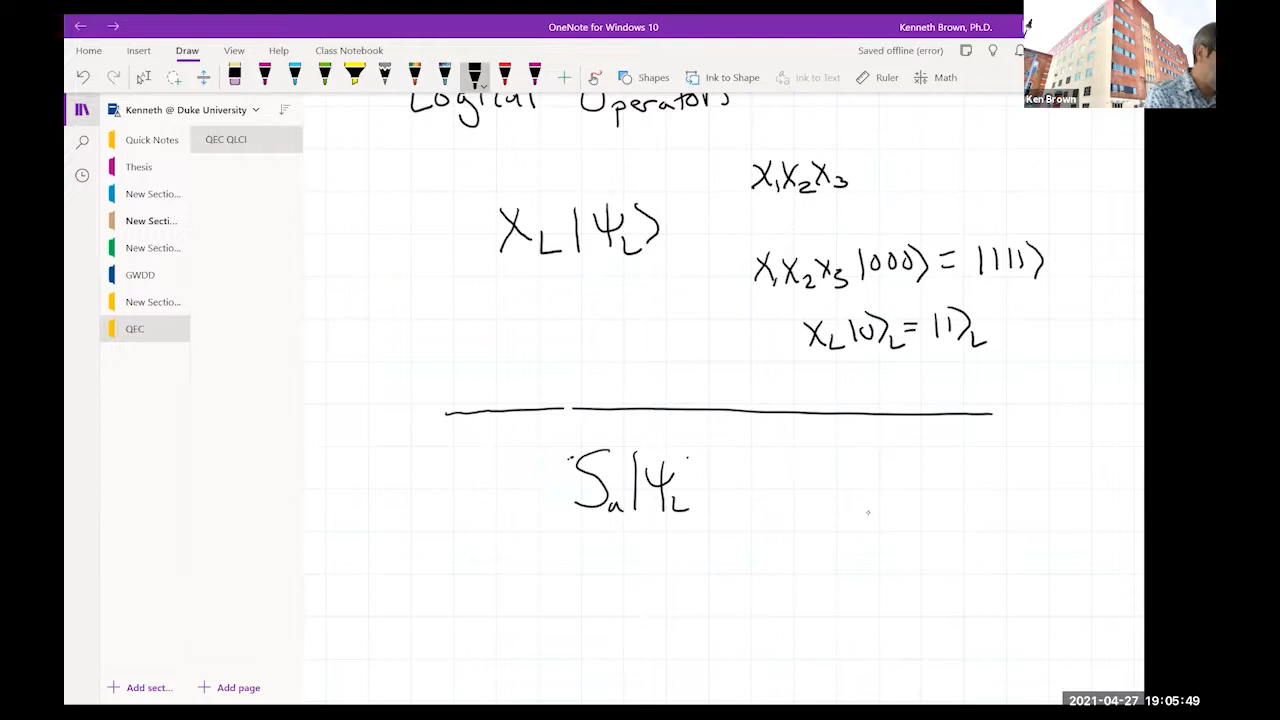 OneNote for Windows 10
Kenneth Brown, Ph.D.
Home Insert Draw View Help Class Notebook
Saved offline (error)
Shapes Ink to Shape Ink to Text Ruler Math
Ken Brown
Kenneth @ Duke University
Quick Notes
Thesis
New Sectio...
New Secti...
New Sectio...
GWDD
New Sectio...
QEC
QEC QLCI
Logical Operators
X₁X₂X₃
X_L|ψ_L⟩
X₁X₂X₃|000⟩ = |111⟩
X_L|0⟩_L = |1⟩_L
S_a|ψ_L
Add sect...
Add page
2021-04-27 19:05:49